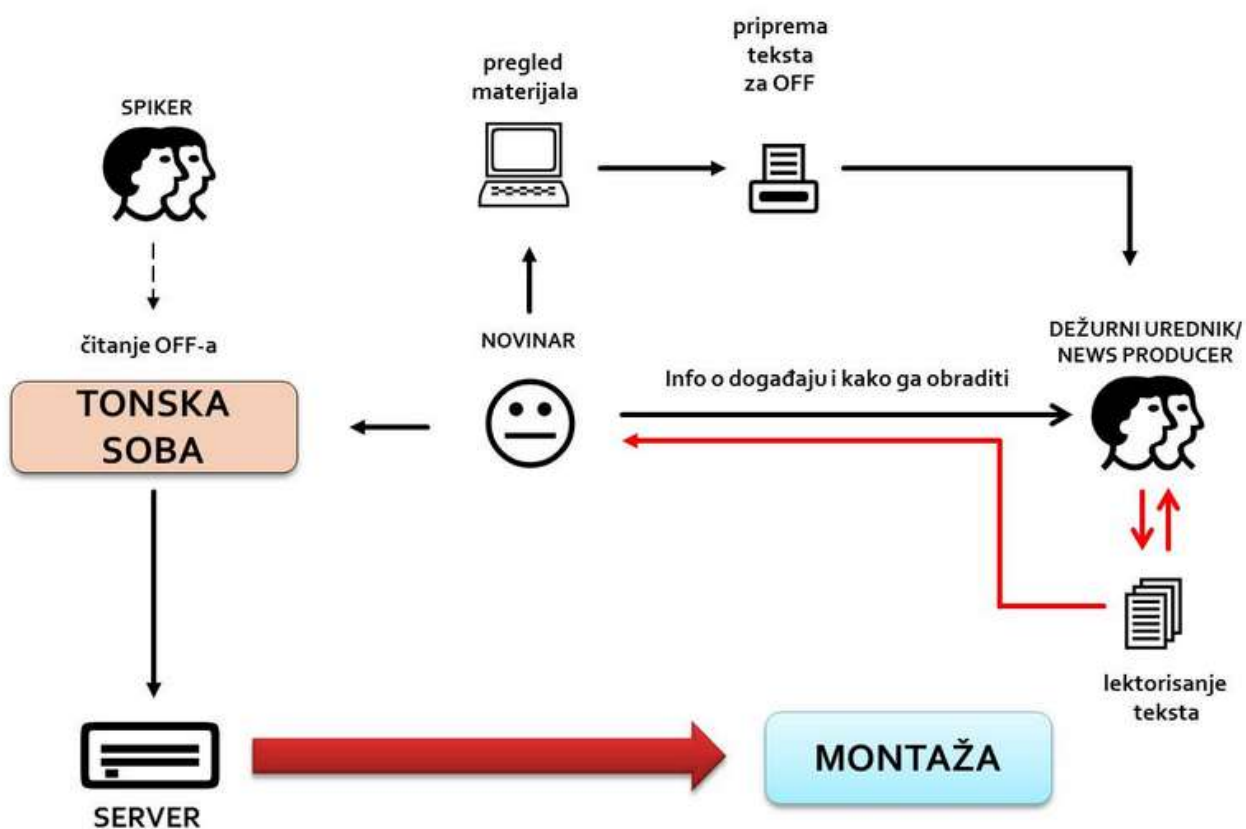 priprema
teksta
za OFF
pregled
materijala
SPIKER
čitanje OFF-a
NOVINAR
DEŽURNI UREDNIK/
NEWS PRODUCER
Info o događaju i kako ga obraditi
TONSKA
SOBA
lektorisanje
teksta
MONTAŽA
SERVER